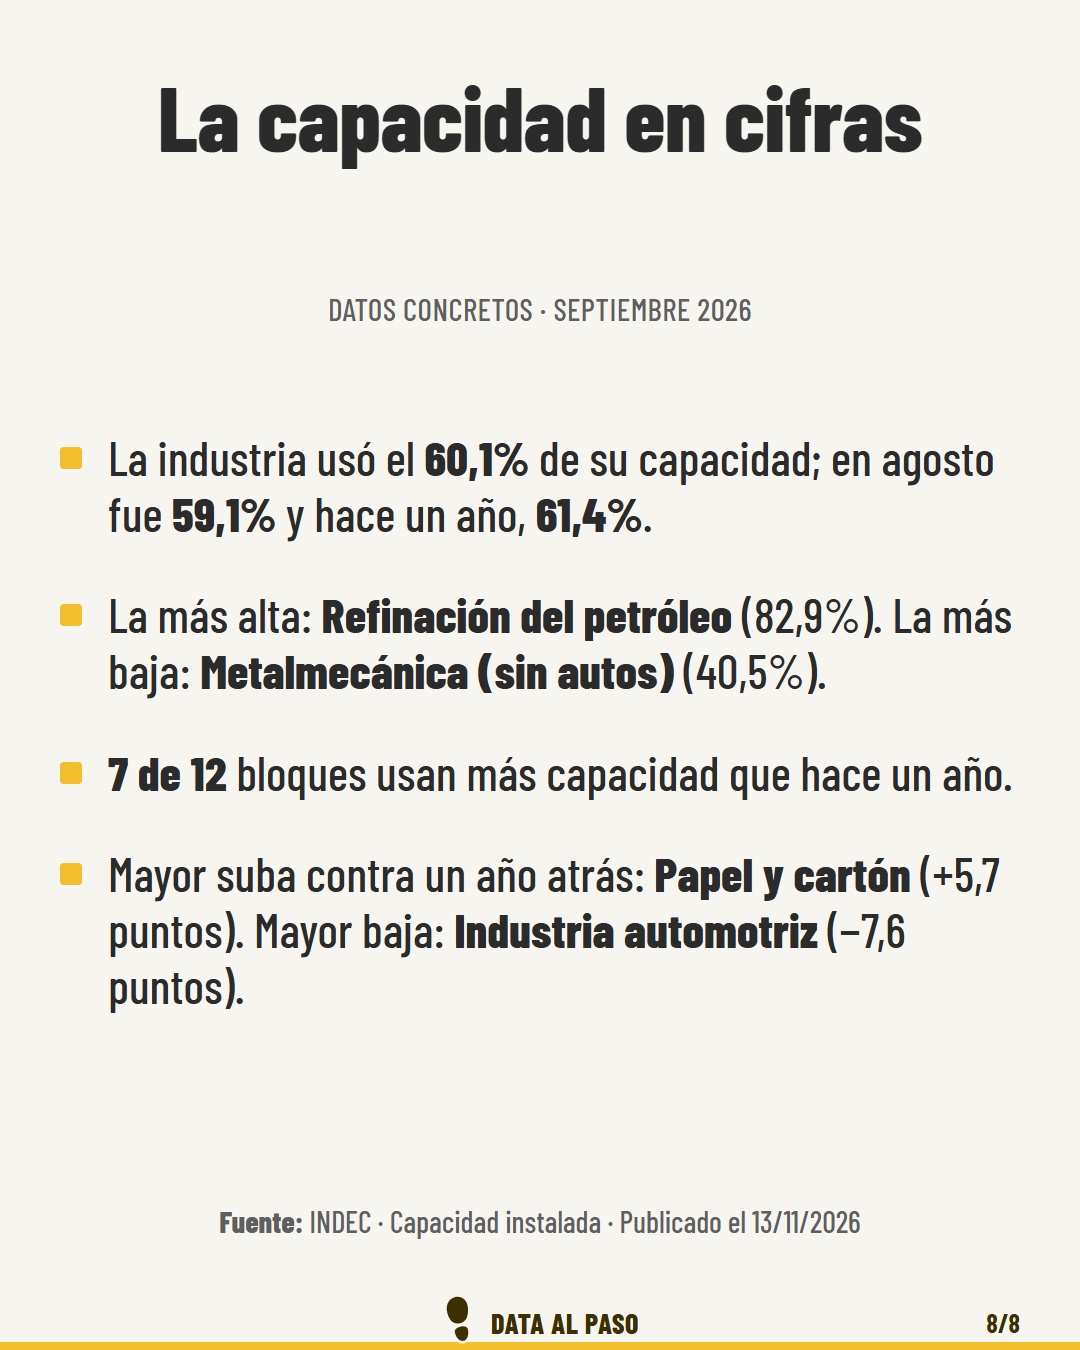 La capacidad en cifras
DATOS CONCRETOS · SEPTIEMBRE 2026
La industria usó el 60,1% de su capacidad; en agosto
fue 59,1% y hace un año, 61,4%.
La más alta: Refinación del petróleo (82,9%). La más
baja: Metalmecánica (sin autos) (40,5%).
7 de 12 bloques usan más capacidad que hace un año.
Mayor suba contra un año atrás: Papel y cartón (+5,7
puntos). Mayor baja: Industria automotriz (−7,6
puntos).
Fuente: INDEC · Capacidad instalada · Publicado el 13/11/2026
DATA AL PASO
8/8